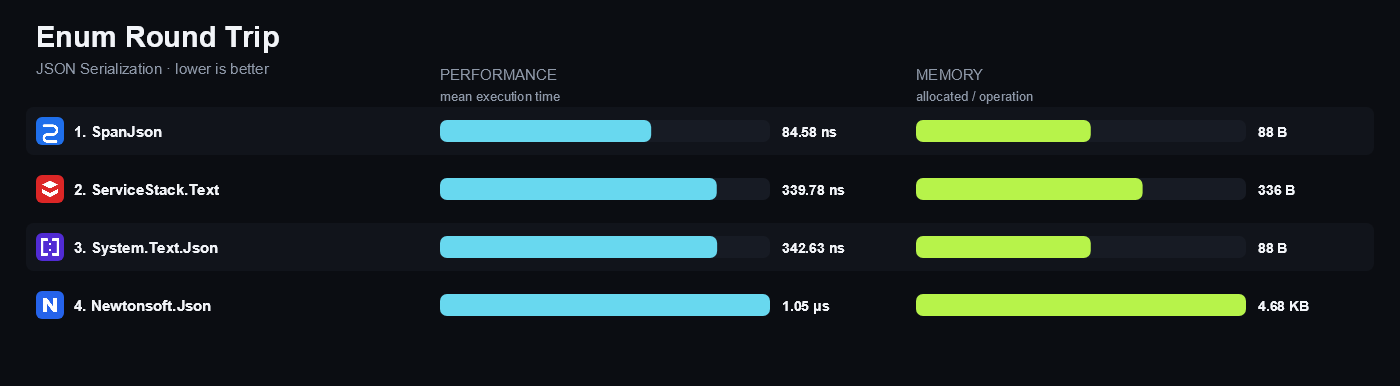 Enum Round Trip
JSON Serialization · lower is better
PERFORMANCE
mean execution time
MEMORY
allocated / operation
1. SpanJson 84.58 ns 88 B
2. ServiceStack.Text 339.78 ns 336 B
3. System.Text.Json 342.63 ns 88 B
4. Newtonsoft.Json 1.05 μs 4.68 KB